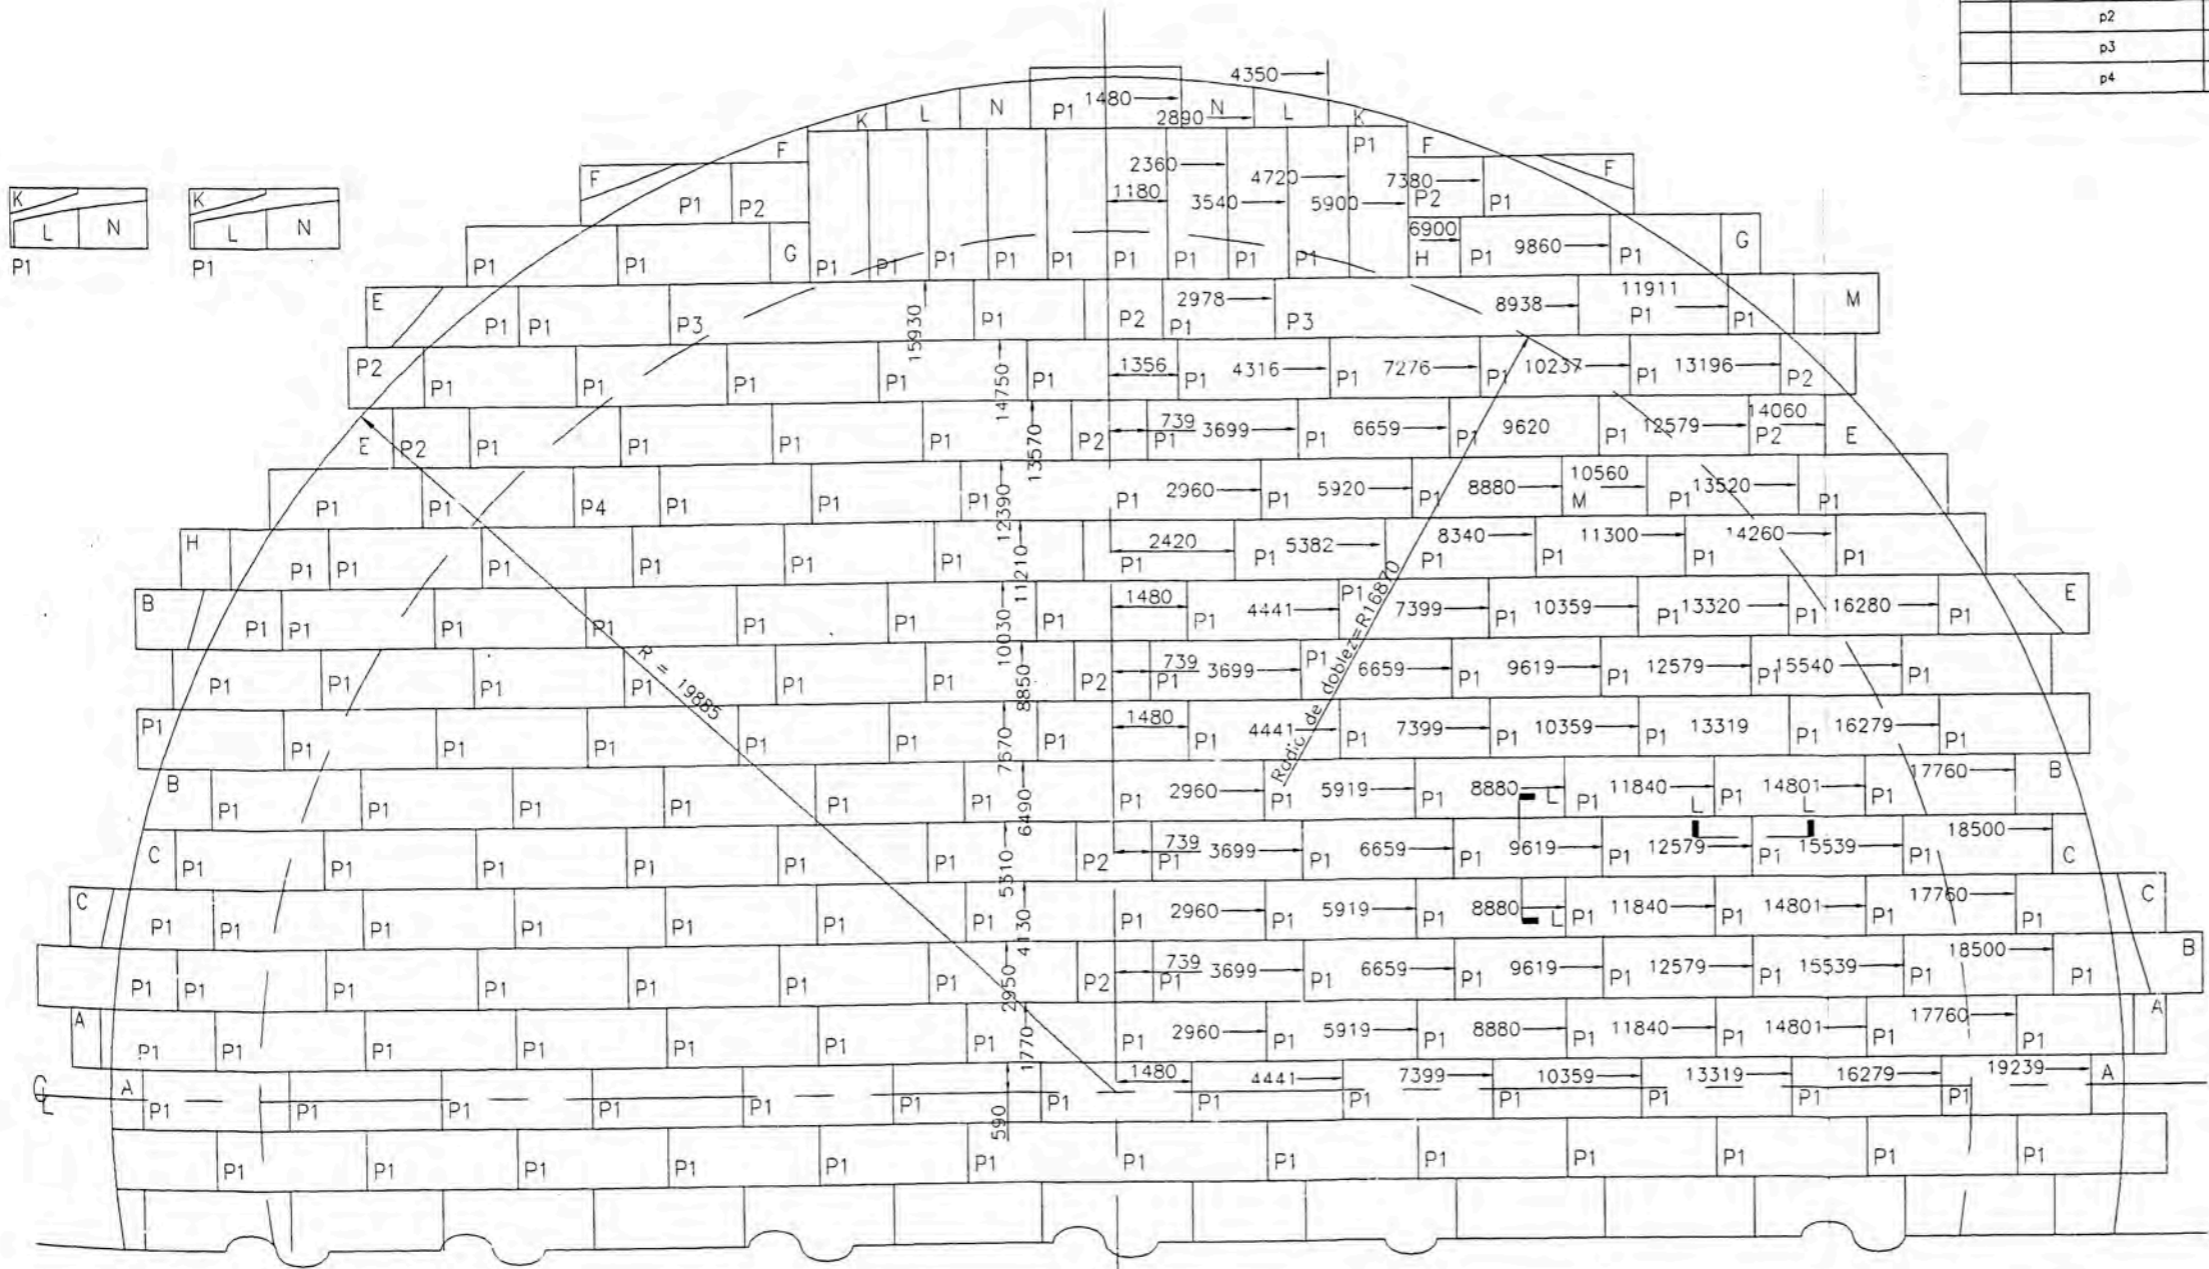 p2
p3
p4
4350
K L N P1 1480 N L K
2890
F P1 F
F P1 P2 2360 4720 7380 P2 P1 F
1180 3540 5900
K K
L N L N
P1 P1
6900
P1 P1 G P1 P1 P1 P1 P1 P1 P1 P1 P1 H P1 9860 P1 G
E P1 P1 P3 15930 P1 P2 2978 P1 P3 8938 11911 P1 P1 M
P2 P1 P1 P1 P1 14750 P1 1356 P1 4316 P1 7276 P1 10237 P1 13196 P2
E P2 P1 P1 P1 P1 13570 P2 739 P1 3699 P1 6659 P1 9620 P1 12579 14060 P2 E
P1 P1 P4 P1 P1 P1 12390 P1 2960 P1 5920 P1 8880 10560 M P1 13520 P1
H P1 P1 P1 P1 P1 P1 11210 2420 P1 P1 5382 P1 8340 P1 11300 P1 14260 P1
B P1 P1 P1 P1 P1 P1 10030 P1 1480 P1 4441 P1 7399 P1 10359 P1 13320 P1 16280 P1 E
P1 P1 P1 P1 P1 P1 8850 P2 739 P1 3699 P1 6659 P1 9619 P1 12579 P1 15540 P1
R = 19885
Radio de doblez=R16870
P1 P1 P1 P1 P1 P1 7670 P1 1480 P1 4441 P1 7399 P1 10359 P1 13319 P1 16279 P1
B P1 P1 P1 P1 P1 P1 6490 P1 2960 P1 5919 P1 8880 L P1 11840 L P1 14801 L P1 17760 B
C P1 P1 P1 P1 P1 P1 5310 P2 739 P1 3699 P1 6659 P1 9619 P1 12579 P1 15539 P1 18500 C
C P1 P1 P1 P1 P1 P1 P1 4130 P1 2960 P1 5919 P1 8880 L P1 11840 P1 14801 P1 17760 P1 C
P1 P1 P1 P1 P1 P1 P1 2950 P2 739 P1 3699 P1 6659 P1 9619 P1 12579 P1 15539 P1 18500 P1 B
A P1 P1 P1 P1 P1 P1 P1 1770 P1 2960 P1 5919 P1 8880 P1 11840 P1 14801 P1 17760 P1 A
A P1 P1 P1 P1 P1 P1 590 P1 1480 P1 4441 P1 7399 P1 10359 P1 13319 P1 16279 P1 19239 A
P1 P1 P1 P1 P1 P1 P1 P1 P1 P1 P1 P1 P1